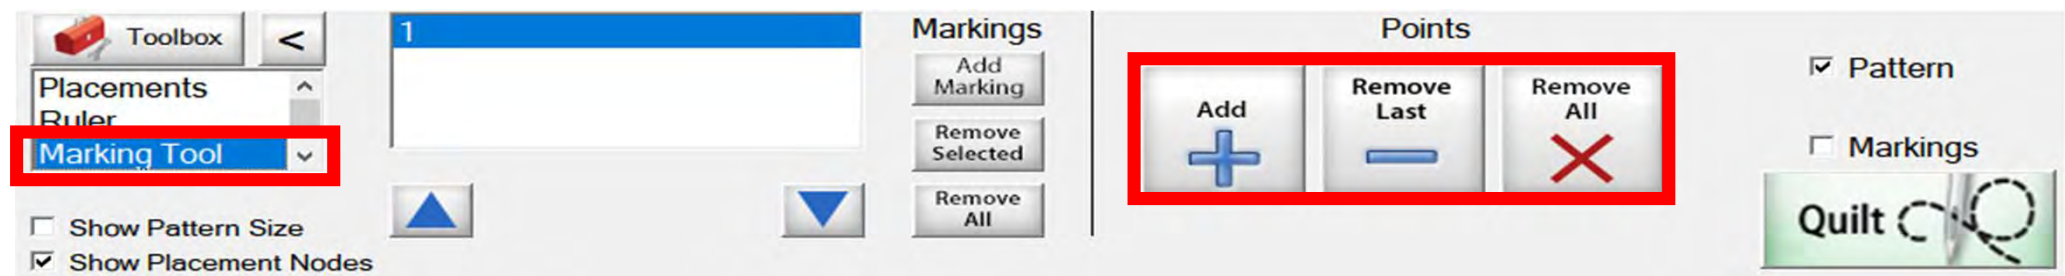 Toolbox
<
Placements
Ruler
Marking Tool
Show Pattern Size
Show Placement Nodes
1
Markings
Add
Marking
Remove
Selected
Remove
All
Points
Add
Remove
Last
Remove
All
Pattern
Markings
Quilt